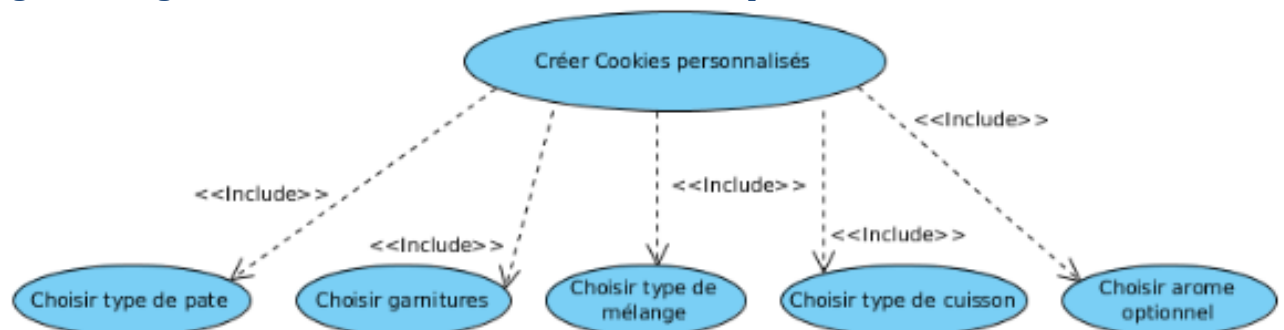 Créer Cookies personnalisés
<<Include>>
<<Include>>
<<Include>>
<<Include>>
<<Include>>
Choisir type de pate
Choisir garnitures
Choisir type de
mélange
Choisir type de cuisson
Choisir arome
optionnel